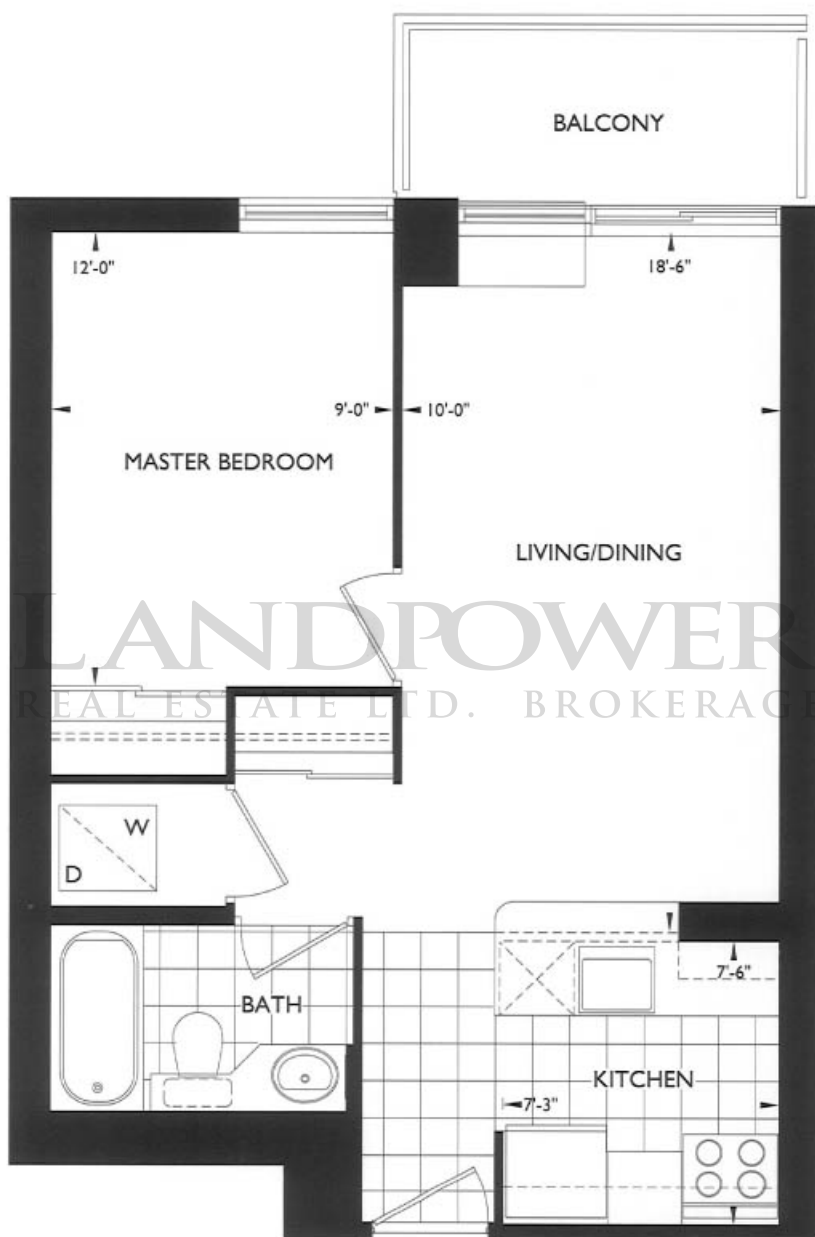 BALCONY
12'-0"
18'-6"
9'-0"
10'-0"
MASTER BEDROOM
LIVING/DINING
LANDPOWER
REAL ESTATE LTD. BROKERAGE
W
D
7'-6"
BATH
KITCHEN
7'-3"